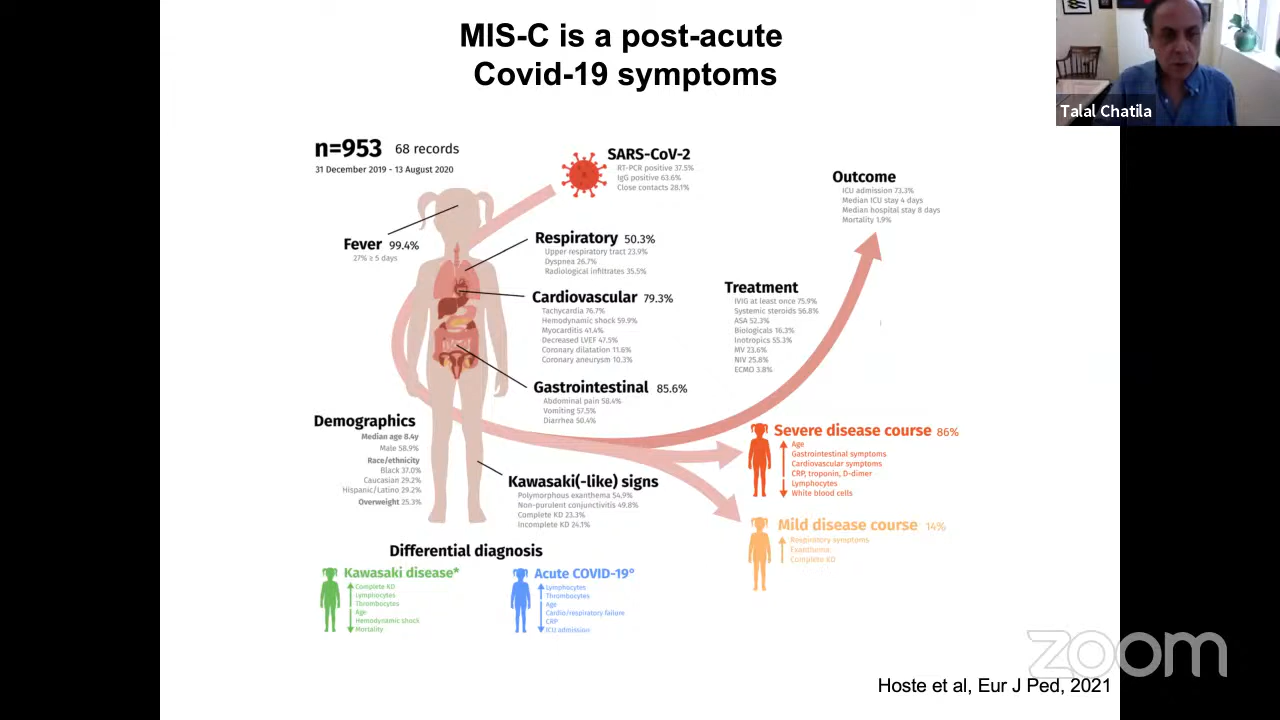 MIS-C is a post-acute
Covid-19 symptoms
Talal Chatila
n=953 68 records
31 December 2019 - 13 August 2020
SARS-CoV-2
RT-PCR positive 37.5%
IgG positive 63.6%
Close contacts 28.1%
Fever 99.4%
27% ≥ 5 days
Respiratory 50.3%
Upper respiratory tract 23.9%
Dyspnea 26.7%
Radiological infiltrates 35.5%
Cardiovascular 79.3%
Tachycardia 76.7%
Hemodynamic shock 59.9%
Myocarditis 41.4%
Decreased LVEF 47.5%
Coronary dilatation 11.6%
Coronary aneurysm 10.3%
Gastrointestinal 85.6%
Abdominal pain 58.4%
Vomiting 57.5%
Diarrhea 50.4%
Outcome
ICU admission 73.3%
Median ICU stay 4 days
Median hospital stay 8 days
Mortality 1.9%
Treatment
IVIG at least once 75.9%
Systemic steroids 56.8%
ASA 52.3%
Biologicals 16.3%
Inotropics 55.3%
MV 23.6%
NIV 25.8%
ECMO 3.8%
Demographics
Median age 8.4y
Male 58.9%
Race/ethnicity
Black 37.0%
Caucasian 29.2%
Hispanic/Latino 29.2%
Overweight 25.3%
Kawasaki(-like) signs
Polymorphous exanthema 54.9%
Non-purulent conjunctivitis 49.8%
Complete KD 23.3%
Incomplete KD 24.1%
Severe disease course 86%
Age
Gastrointestinal symptoms
Cardiovascular symptoms
CRP, troponin, D-dimer
Lymphocytes
White blood cells
Mild disease course 14%
Respiratory symptoms
Exanthema
Complete KD
Differential diagnosis
Kawasaki disease*
Complete KD
Lymphocytes
Thrombocytes
Age
Hemodynamic shock
Mortality
Acute COVID-19°
Lymphocytes
Thrombocytes
Age
Cardio/respiratory failure
CRP
ICU admission
zoom
Hoste et al, Eur J Ped, 2021